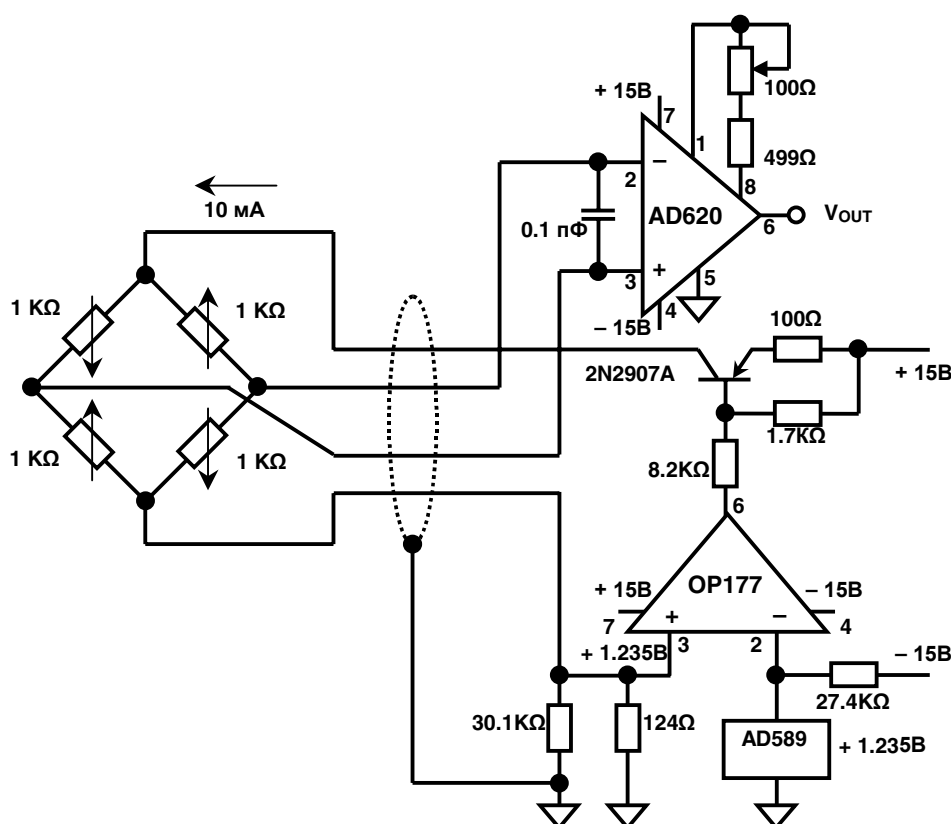 + 15В
7
100Ω
1
499Ω
–
2
8
10 мА
0.1 пФ
AD620
6
VOUT
+
3
5
4
– 15В
1 KΩ
1 KΩ
100Ω
2N2907A
+ 15В
1.7KΩ
1 KΩ
1 KΩ
8.2KΩ
6
OP177
+ 15В
– 15В
7
+
–
4
3
2
+ 1.235В
– 15В
27.4KΩ
30.1KΩ
124Ω
AD589
+ 1.235В